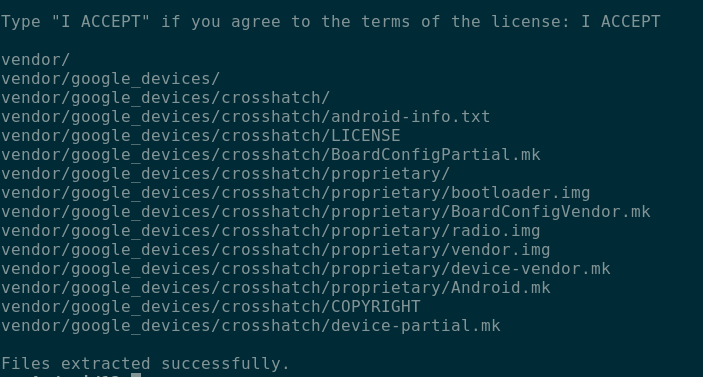 Type "I ACCEPT" if you agree to the terms of the license: I ACCEPT
vendor/
vendor/google_devices/
vendor/google_devices/crosshatch/
vendor/google_devices/crosshatch/android-info.txt
vendor/google_devices/crosshatch/LICENSE
vendor/google_devices/crosshatch/BoardConfigPartial.mk
vendor/google_devices/crosshatch/proprietary/
vendor/google_devices/crosshatch/proprietary/bootloader.img
vendor/google_devices/crosshatch/proprietary/BoardConfigVendor.mk
vendor/google_devices/crosshatch/proprietary/radio.img
vendor/google_devices/crosshatch/proprietary/vendor.img
vendor/google_devices/crosshatch/proprietary/device-vendor.mk
vendor/google_devices/crosshatch/proprietary/Android.mk
vendor/google_devices/crosshatch/COPYRIGHT
vendor/google_devices/crosshatch/device-partial.mk
Files extracted successfully.